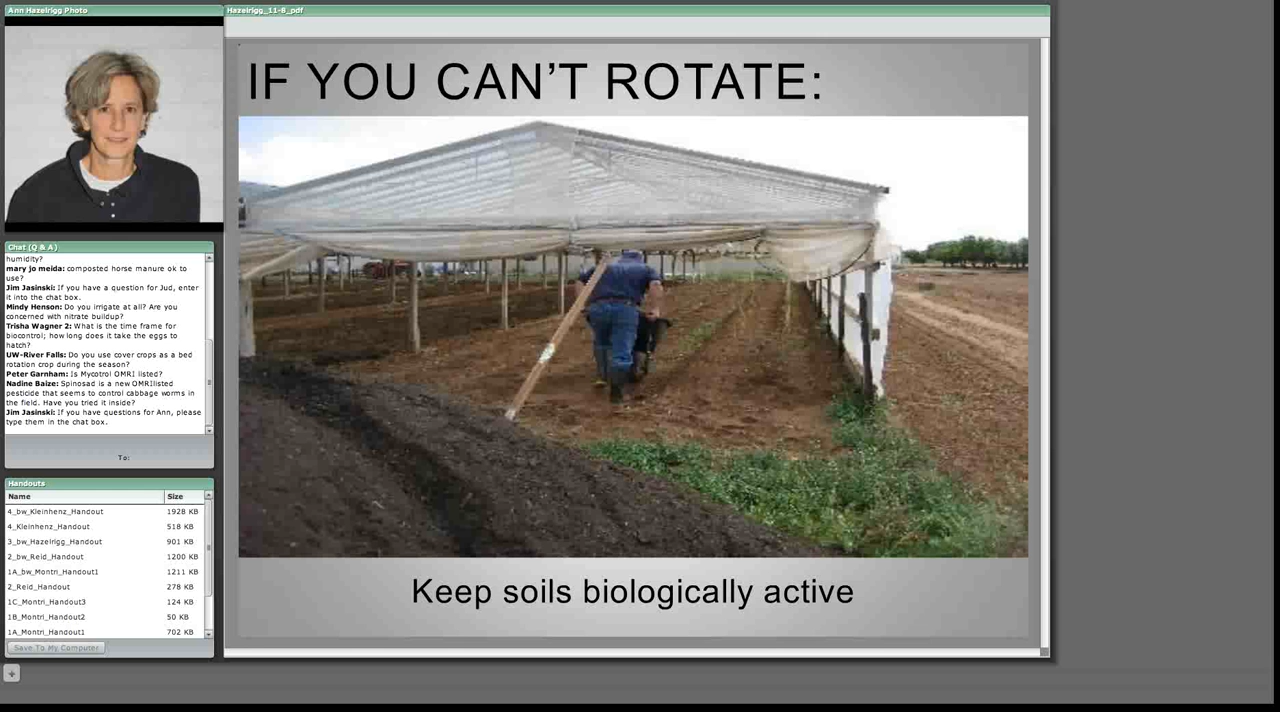 Ann Hazelrigg Photo
Hazelrigg_11-8_pdf
IF YOU CAN'T ROTATE:
Keep soils biologically active
Chat (Q & A)
humidity?
mary jo meida: composted horse manure ok to
use?
Jim Jasinski: If you have a question for Jud, enter
it into the chat box.
Mindy Henson: Do you irrigate at all? Are you
concerned with nitrate buildup?
Trisha Wagner 2: What is the time frame for
biocontrol; how long does it take the eggs to
hatch?
UW-River Falls: Do you use cover crops as a bed
rotation crop during the season?
Peter Garnham: Is Mycotrol OMRI listed?
Nadine Baize: Spinosad is a new OMRIlisted
pesticide that seems to control cabbage worms in
the field. Have you tried it inside?
Jim Jasinski: If you have questions for Ann, please
type them in the chat box.
To:
Handouts
Name Size
4_bw_Kleinhenz_Handout 1928 KB
4_Kleinhenz_Handout 518 KB
3_bw_Hazelrigg_Handout 901 KB
2_bw_Reid_Handout 1200 KB
1A_bw_Montri_Handout1 1211 KB
2_Reid_Handout 278 KB
1C_Montri_Handout3 124 KB
1B_Montri_Handout2 50 KB
1A_Montri_Handout1 702 KB
Save To My Computer